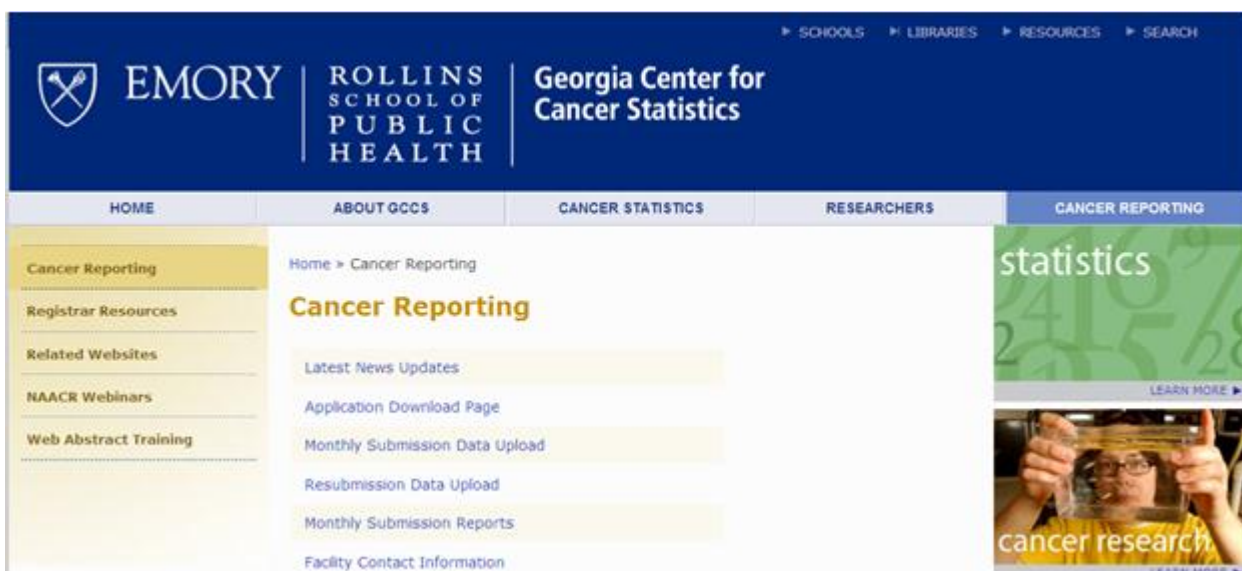 SCHOOLS LIBRARIES RESOURCES SEARCH
EMORY
ROLLINS
SCHOOL OF
PUBLIC
HEALTH
Georgia Center for
Cancer Statistics
HOME ABOUT GCCS CANCER STATISTICS RESEARCHERS CANCER REPORTING
Cancer Reporting
Registrar Resources
Related Websites
NAACR Webinars
Web Abstract Training
Home » Cancer Reporting
Cancer Reporting
Latest News Updates
Application Download Page
Monthly Submission Data Upload
Resubmission Data Upload
Monthly Submission Reports
Facility Contact Information
statistics
LEARN MORE
cancer research
LEARN MORE